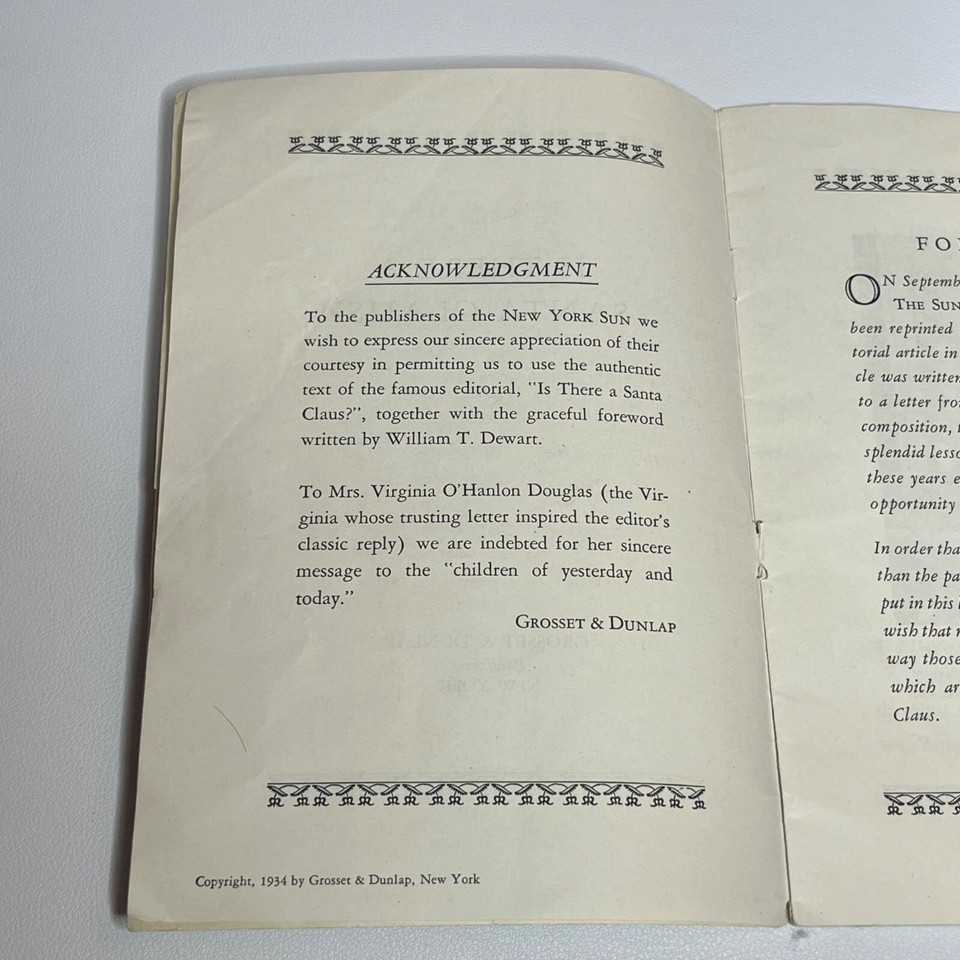 ACKNOWLEDGMENT
To the publishers of the NEW YORK SUN we
wish to express our sincere appreciation of their
courtesy in permitting us to use the authentic
text of the famous editorial, "Is There a Santa
Claus?", together with the graceful foreword
written by William T. Dewart.
To Mrs. Virginia O'Hanlon Douglas (the Vir-
ginia whose trusting letter inspired the editor's
classic reply) we are indebted for her sincere
message to the "children of yesterday and
today."
GROSSET & DUNLAP
Copyright, 1934 by Grosset & Dunlap, New York
ON
THE SUN
been reprinted
torial article in
cle was written
to a letter
composition,
splendid
these years
opportunity
In order
than the
put in this
wish that
way those
which
Claus.